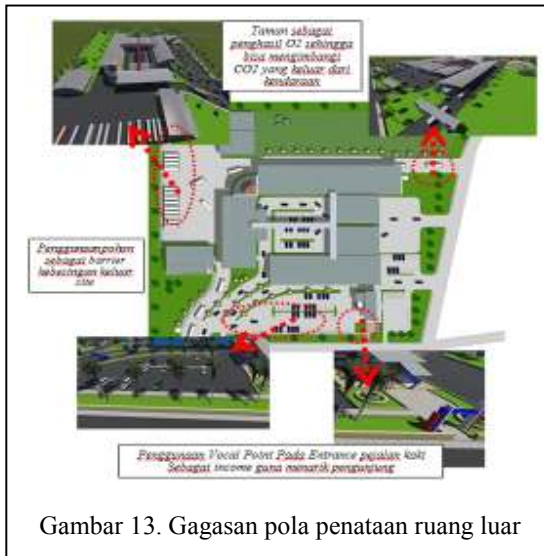 Taman sebagai
penghasil O2 sehingga
bisa mengimbangi
CO2 yang keluar dari
kendaraan
Penggunaan pohon
sebagai barrier
kebisingan keluar
site
Penggunaan Vocal Point Pada Entrance pejalan kaki
Sebagai income guna menarik pengunjung
Gambar 13. Gagasan pola penataan ruang luar